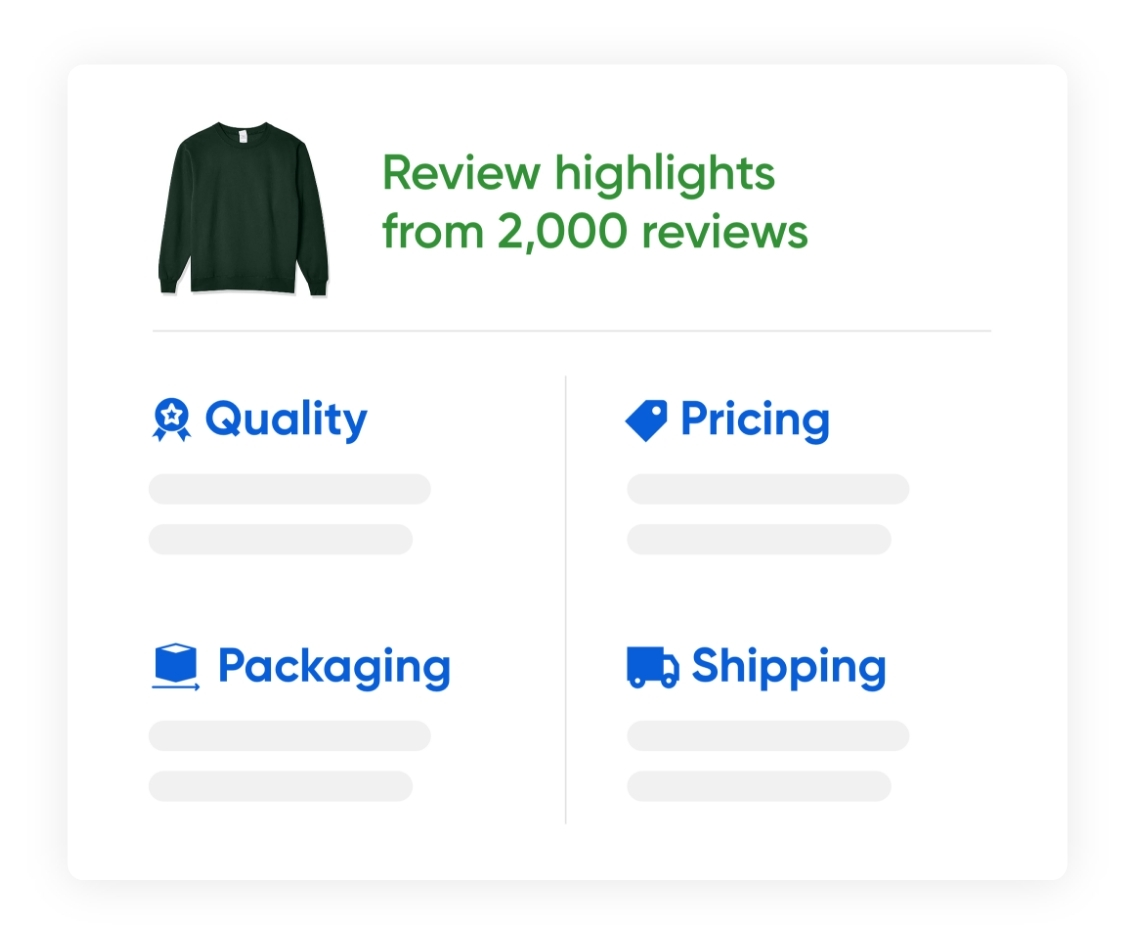 Review highlights
from 2,000 reviews
Quality
Pricing
Packaging
Shipping